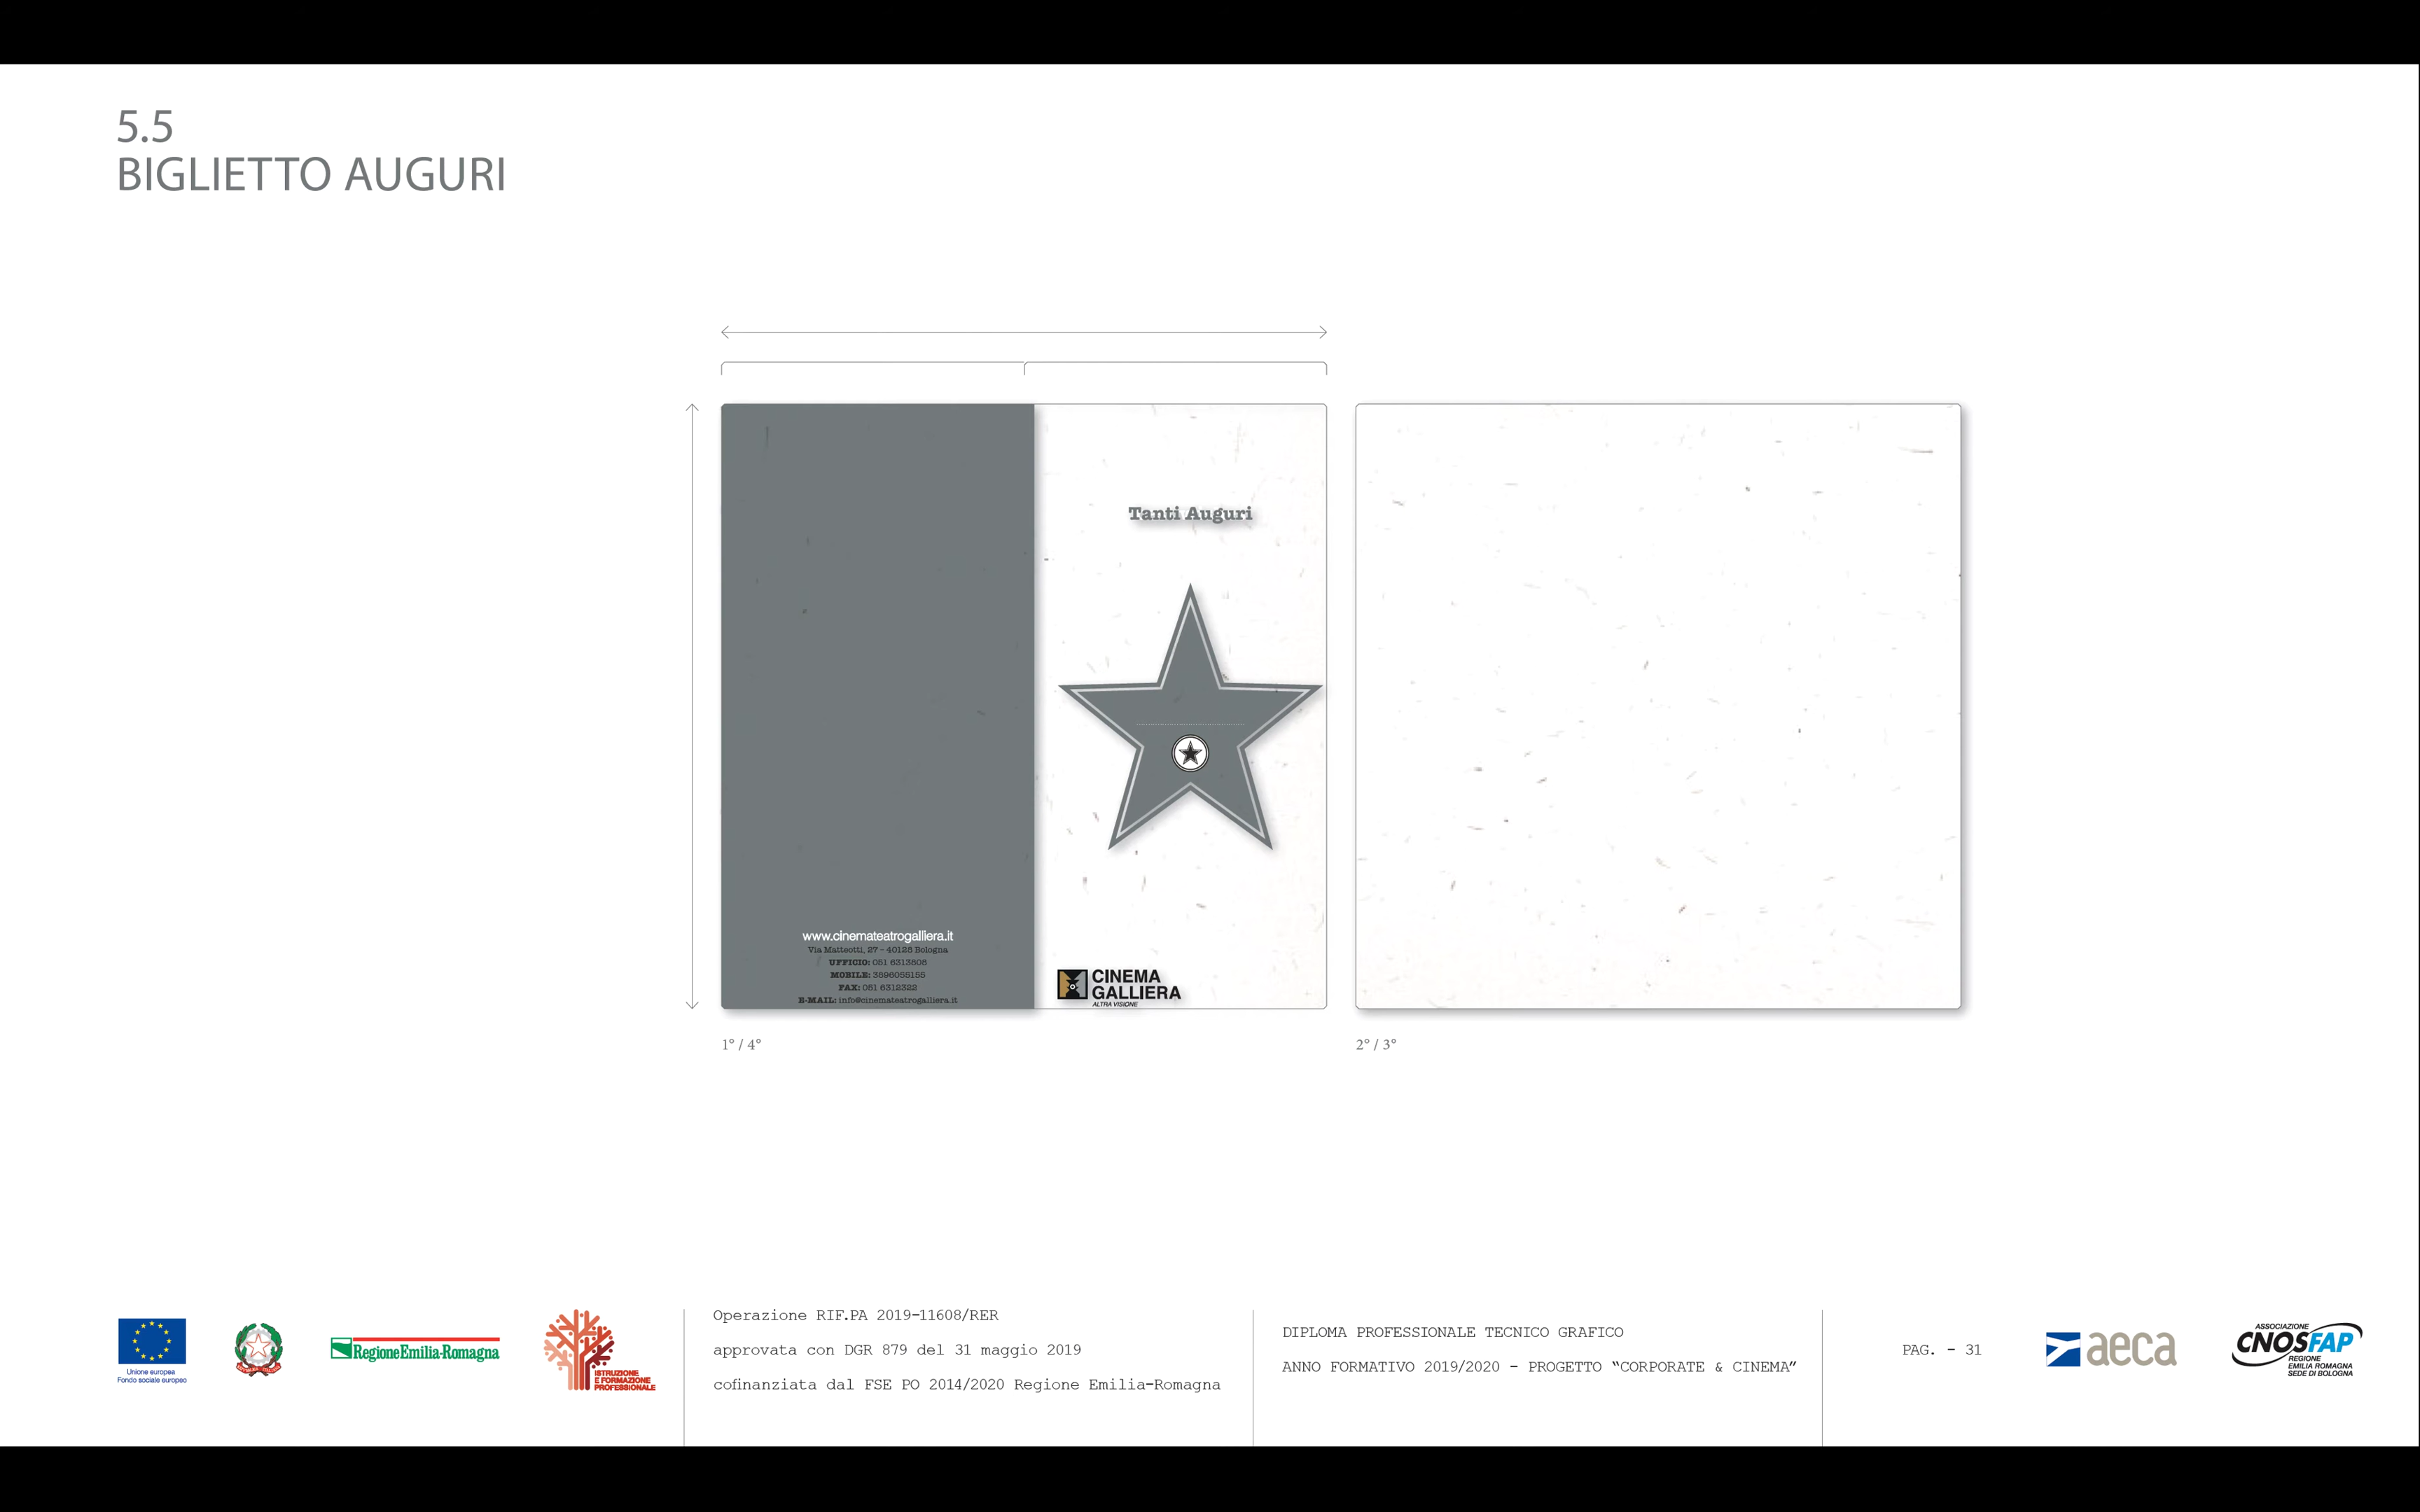 5.5
BIGLIETTO AUGURI
Tanti Auguri
www.cinemateatrogalliera.it
Via Matteotti, 27 - 40128 Bologna
UFFICIO: 051 6313808
MOBILE: 3896055155
FAX: 051 6312322
E-MAIL: info@cinemateatrogalliera.it
CINEMA
GALLIERA
ALTRA VISIONE
1° / 4°
2° / 3°
Unione europea
Fondo sociale europeo
RegioneEmilia-Romagna
ISTRUZIONE
E FORMAZIONE
PROFESSIONALE
Operazione RIF.PA 2019-11608/RER
approvata con DGR 879 del 31 maggio 2019
cofinanziata dal FSE PO 2014/2020 Regione Emilia-Romagna
DIPLOMA PROFESSIONALE TECNICO GRAFICO
ANNO FORMATIVO 2019/2020 - PROGETTO “CORPORATE & CINEMA”
PAG. - 31
aeca
ASSOCIAZIONE
CNOSFAP
REGIONE
EMILIA ROMAGNA
SEDE DI BOLOGNA